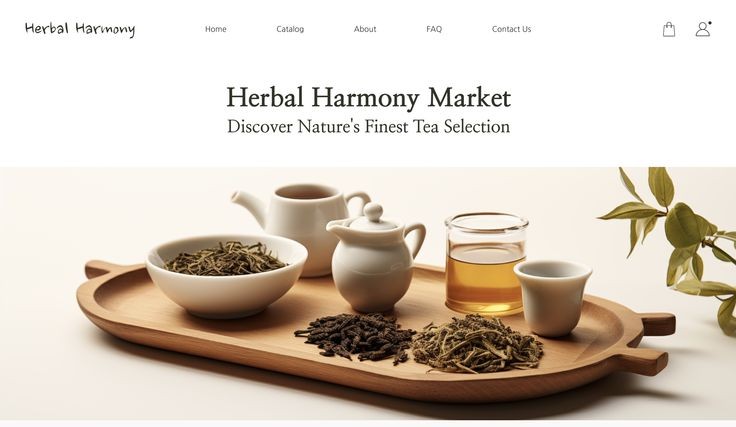 Herbal Harmony
Home Catalog About FAQ Contact Us
Herbal Harmony Market
Discover Nature's Finest Tea Selection